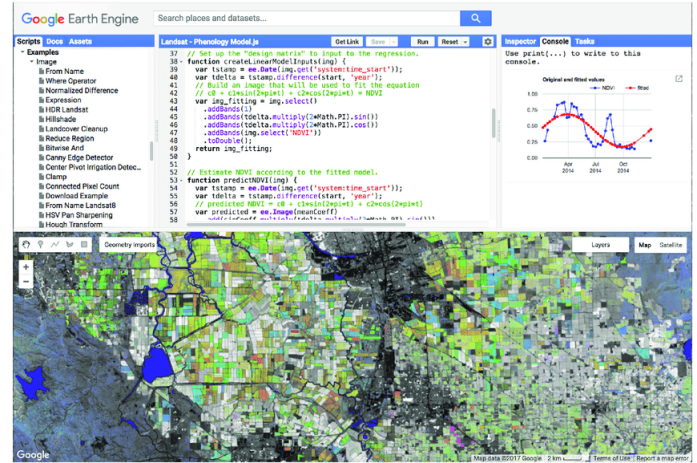 Google Earth Engine
Search places and datasets...
Scripts Docs Assets
Examples
Image
From Name
Where Operator
Normalized Difference
Expression
HDR Landsat
Hillshade
Landcover Cleanup
Reduce Region
Bitwise And
Canny Edge Detector
Center Pivot Irrigation Detec...
Clamp
Connected Pixel Count
Download Example
From Name Landsat8
HSV Pan Sharpening
Hough Transform
Landsat - Phenology Model.js
Get Link Save Run Reset
37 // Set up the "design matrix" to input to the regression.
38 function createLinearModelInputs(img) {
39 var tstamp = ee.Date(img.get('system:time_start'));
40 var tdelta = tstamp.difference(start, 'year');
41 // Build an image that will be used to fit the equation
42 // c0 + c1*sin(2*pi*t) + c2*cos(2*pi*t) = NDVI
43 var img_fitting = img.select()
44 .addBands(1)
45 .addBands(tdelta.multiply(2*Math.PI).sin())
46 .addBands(tdelta.multiply(2*Math.PI).cos())
47 .addBands(img.select('NDVI'))
48 .toDouble();
49 return img_fitting;
50 }
51
52 // Estimate NDVI according to the fitted model.
53 function predictNDVI(img) {
54 var tstamp = ee.Date(img.get('system:time_start'));
55 var tdelta = tstamp.difference(start, 'year');
56 // predicted NDVI = c0 + c1*sin(2*pi*t) + c2*cos(2*pi*t)
57 var predicted = ee.Image(meanCoeff)
58 .add(sinCoeff.multiply(tdelta.multiply(2*Math.PI).sin()))
Inspector Console Tasks
Use print(...) to write to this
console.
Original and fitted values
NDVI fitted
1.00
0.75
0.50
0.25
0.00
Apr
2014
Jul
2014
Oct
2014
Geometry Imports
Layers
Map Satellite
+
−
Google
Map data ©2017 Google 2 km Terms of Use Report a map error